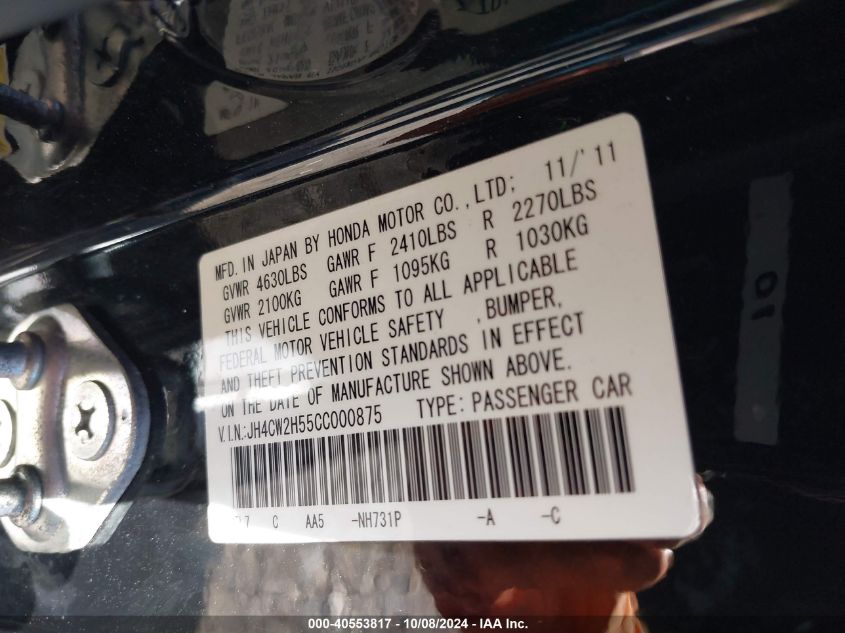 MFD. IN JAPAN BY HONDA MOTOR CO., LTD; 11/'11
GVWR 4630LBS GAWR F 2410LBS R 2270LBS
GVWR 2100KG GAWR F 1095KG R 1030KG
THIS VEHICLE CONFORMS TO ALL APPLICABLE
FEDERAL MOTOR VEHICLE SAFETY , BUMPER,
AND THEFT PREVENTION STANDARDS IN EFFECT
ON THE DATE OF MANUFACTURE SHOWN ABOVE.
V.I.N.:JH4CW2H55CC000875 TYPE: PASSENGER CAR
C AA5 -NH731P -A -C
000-40553817 - 10/08/2024 - IAA Inc.